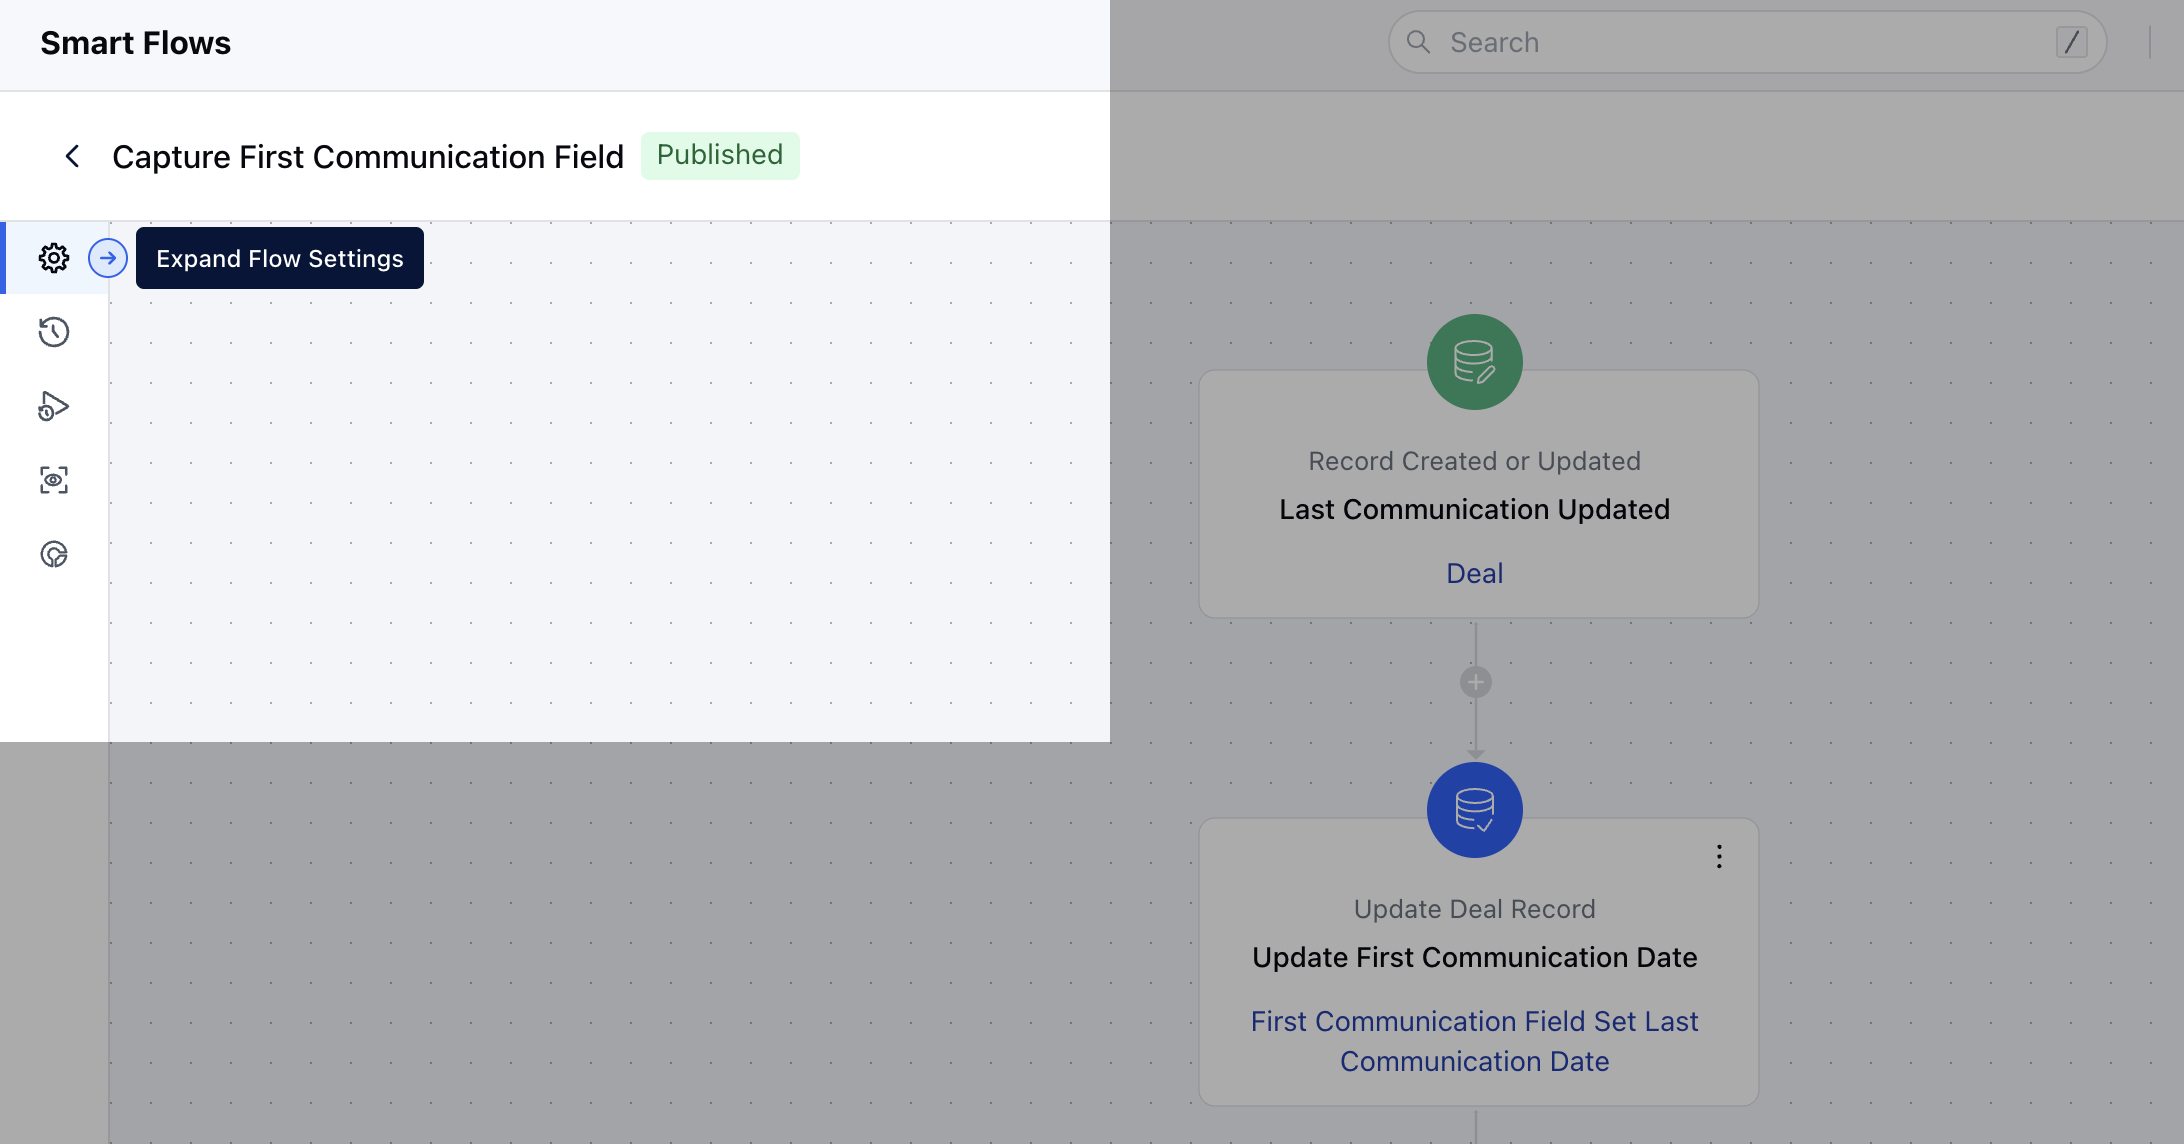 Smart Flows
Search
/
Capture First Communication Field
Published
Expand Flow Settings
Record Created or Updated
Last Communication Updated
Deal
Update Deal Record
Update First Communication Date
First Communication Field Set Last
Communication Date